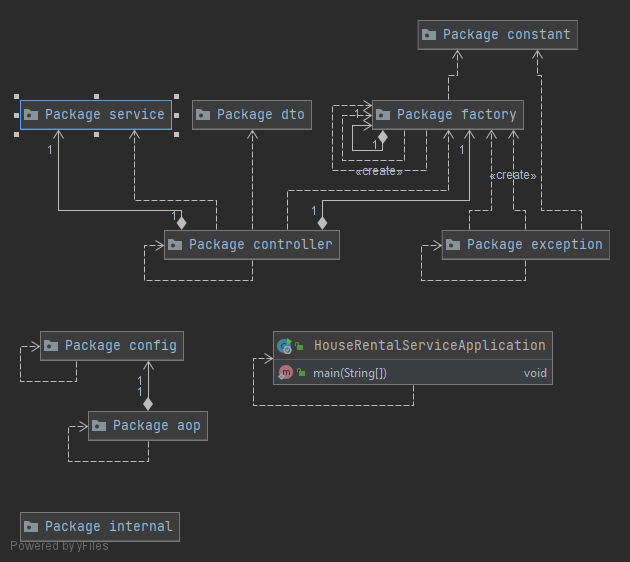 Package constant
Package service
Package dto
1
Package factory
1
1
1
«create»
«create»
1
1
Package controller
Package exception
Package config
HouseRentalServiceApplication
main(String[])
void
1
1
Package aop
Package internal
Powered by yFiles